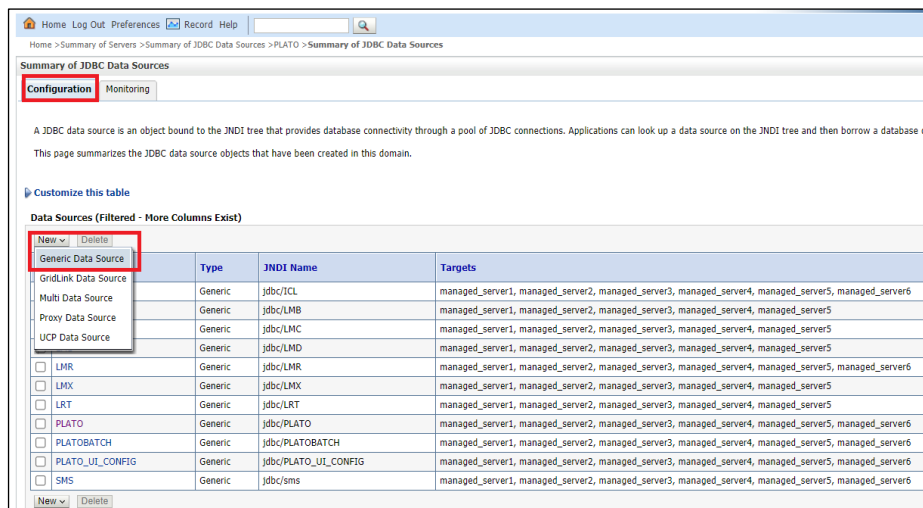 Home Log Out Preferences Record Help
Home >Summary of Servers >Summary of JDBC Data Sources >PLATO >Summary of JDBC Data Sources
Summary of JDBC Data Sources
Configuration Monitoring
A JDBC data source is an object bound to the JNDI tree that provides database connectivity through a pool of JDBC connections. Applications can look up a data source on the JNDI tree and then borrow a database
This page summarizes the JDBC data source objects that have been created in this domain.
Customize this table
Data Sources (Filtered - More Columns Exist)
New Delete
Generic Data Source
GridLink Data Source
Multi Data Source
Proxy Data Source
UCP Data Source
Type JNDI Name Targets
Generic jdbc/ICL managed_server1, managed_server2, managed_server3, managed_server4, managed_server5, managed_server6
Generic jdbc/LMB managed_server1, managed_server2, managed_server3, managed_server4, managed_server5
Generic jdbc/LMC managed_server1, managed_server2, managed_server3, managed_server4, managed_server5
Generic jdbc/LMD managed_server1, managed_server2, managed_server3, managed_server4, managed_server5
LMR Generic jdbc/LMR managed_server1, managed_server2, managed_server3, managed_server4, managed_server5, managed_server6
LMX Generic jdbc/LMX managed_server1, managed_server2, managed_server3, managed_server4, managed_server5
LRT Generic jdbc/LRT managed_server1, managed_server2, managed_server3, managed_server4, managed_server5
PLATO Generic jdbc/PLATO managed_server1, managed_server2, managed_server3, managed_server4, managed_server5, managed_server6
PLATOBATCH Generic jdbc/PLATOBATCH managed_server1, managed_server2, managed_server3, managed_server4, managed_server5, managed_server6
PLATO_UI_CONFIG Generic jdbc/PLATO_UI_CONFIG managed_server1, managed_server2, managed_server3, managed_server4, managed_server5, managed_server6
SMS Generic jdbc/sms managed_server1, managed_server2, managed_server3, managed_server4, managed_server5, managed_server6
New Delete